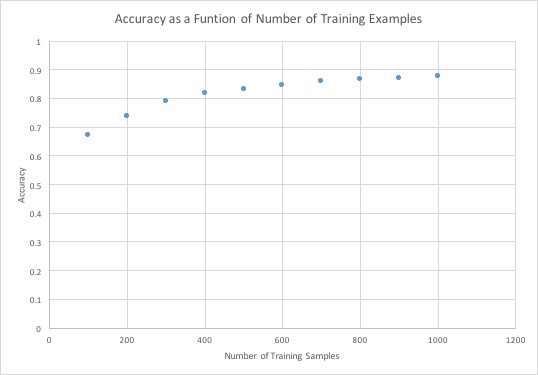 Accuracy as a Funtion of Number of Training Examples
1
0.9
0.8
0.7
0.6
0.5
0.4
0.3
0.2
0.1
0
Accuracy
0 200 400 600 800 1000 1200
Number of Training Samples